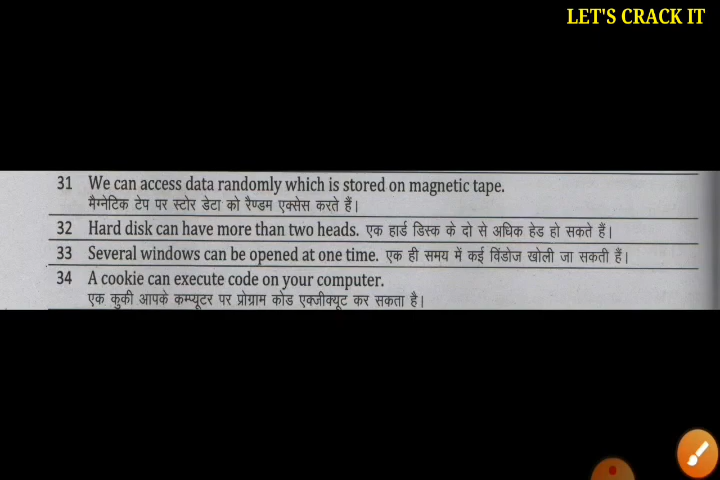 LET'S CRACK IT
31 We can access data randomly which is stored on magnetic tape.
मैग्नेटिक टेप पर स्टोर डेटा को रैण्डम एक्सेस करते हैं।
32 Hard disk can have more than two heads. एक हार्ड डिस्क के दो से अधिक हेड हो सकते हैं।
33 Several windows can be opened at one time. एक ही समय में कई विंडोज खोली जा सकती हैं।
34 A cookie can execute code on your computer.
एक कुकी आपके कम्प्यूटर पर प्रोग्राम कोड एक्जीक्यूट कर सकता है।